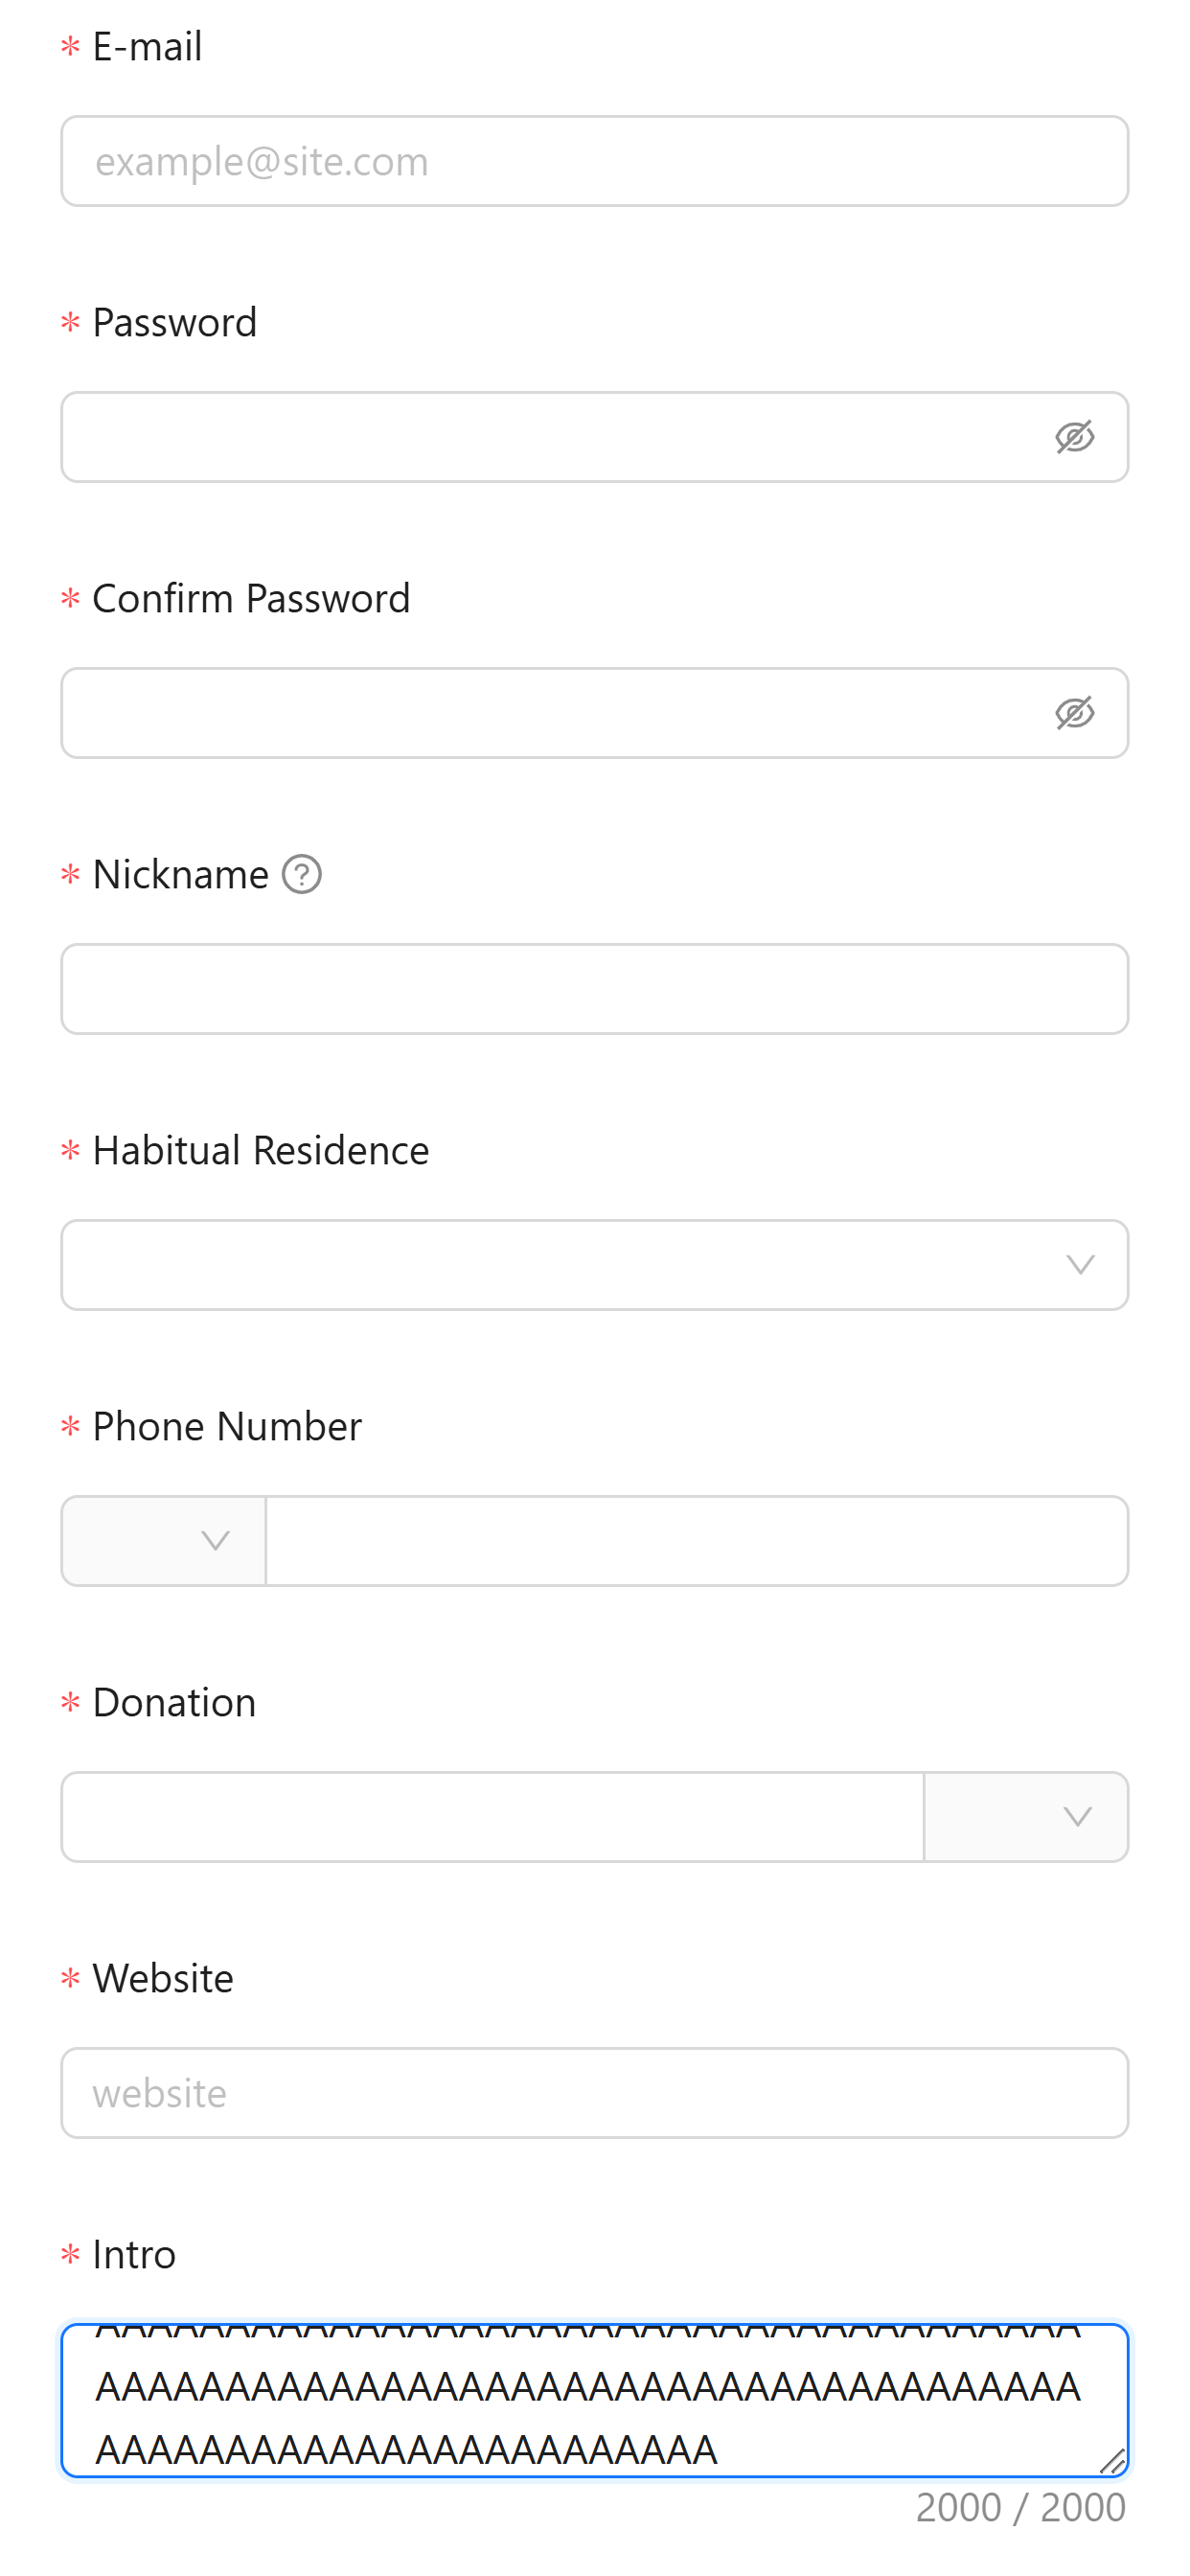 * E-mail
example@site.com
* Password
* Confirm Password
* Nickname ?
* Habitual Residence
* Phone Number
* Donation
* Website
website
* Intro
AAAAAAAAAAAAAAAAAAAAAAAAAAAAAAAAAAAAAA
AAAAAAAAAAAAAAAAAAAAAAAAAAAAAAAAAAAAAA
AAAAAAAAAAAAAAAAAAAAAAAA
2000 / 2000